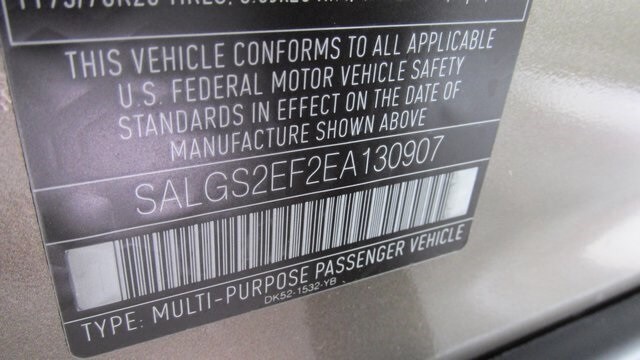 THIS VEHICLE CONFORMS TO ALL APPLICABLE
U.S. FEDERAL MOTOR VEHICLE SAFETY
STANDARDS IN EFFECT ON THE DATE OF
MANUFACTURE SHOWN ABOVE
SALGS2EF2EA130907
TYPE: MULTI-PURPOSE PASSENGER VEHICLE
DK52-1532-YB